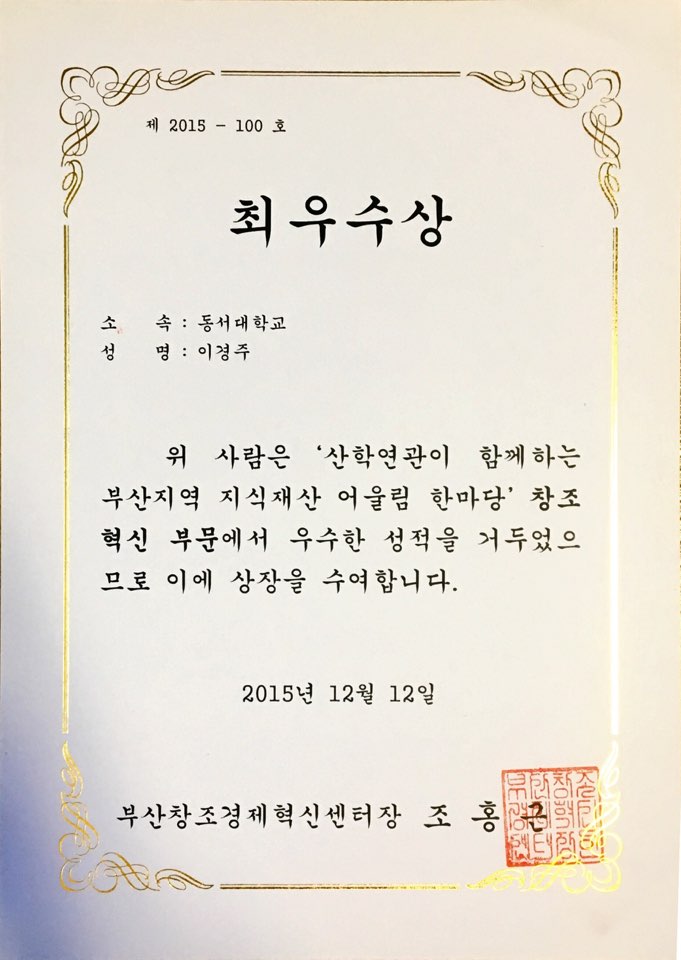 제 2015 - 100 호
최우수상
소 속 : 동서대학교
성 명 : 이경주
위 사람은 '산학연관이 함께하는
부산지역 지식재산 어울림 한마당' 창조
혁신 부문에서 우수한 성적을 거두었으
므로 이에 상장을 수여합니다.
2015년 12월 12일
부산창조경제혁신센터장 조 홍 근